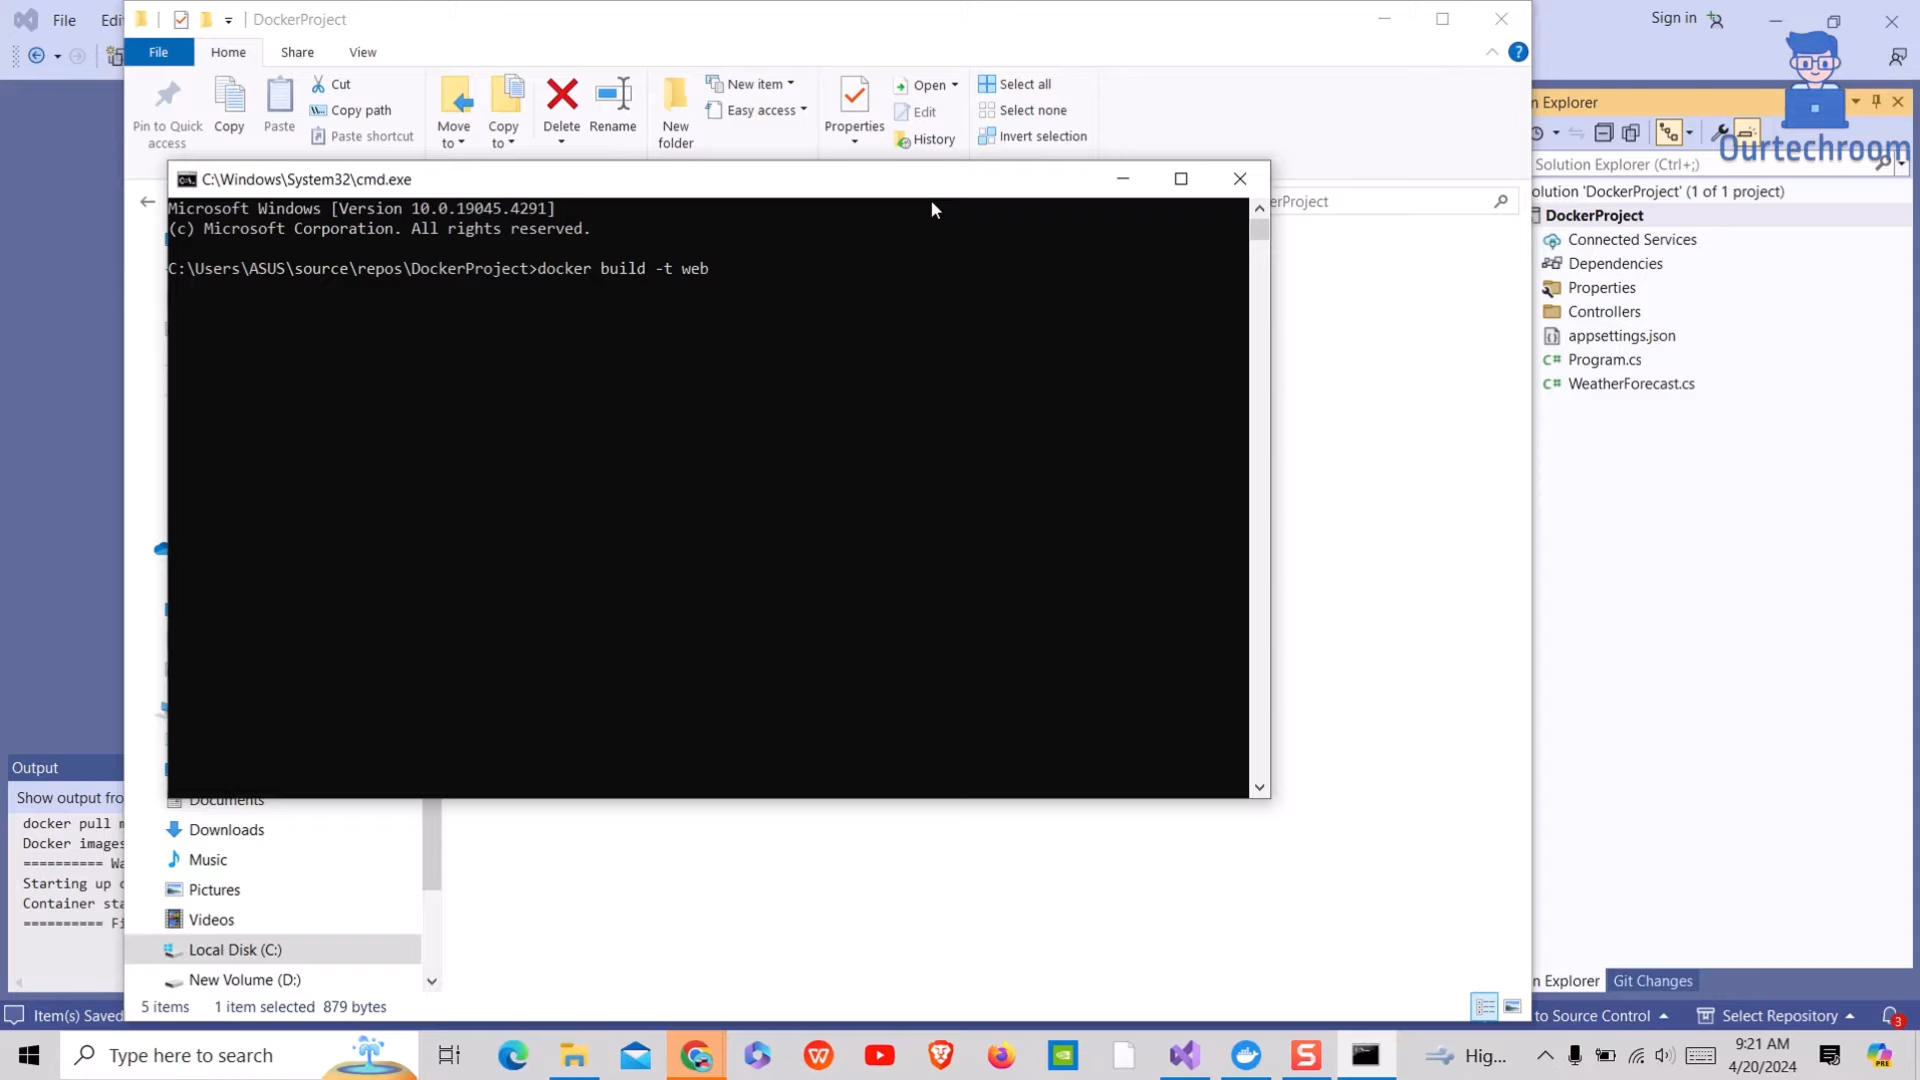 File
Edi
DockerProject
Sign in
File
Home
Share
View
Pin to Quick access
Copy
Paste
Cut
Copy path
Paste shortcut
Move to
Copy to
Delete
Rename
New folder
New item
Easy access
Properties
Open
Edit
History
Select all
Select none
Invert selection
n Explorer
Ourtechroom
Solution Explorer (Ctrl+;)
olution 'DockerProject' (1 of 1 project)
DockerProject
Connected Services
Dependencies
Properties
Controllers
appsettings.json
C# Program.cs
C# WeatherForecast.cs
erProject
C:\Windows\System32\cmd.exe
Microsoft Windows [Version 10.0.19045.4291]
(c) Microsoft Corporation. All rights reserved.
C:\Users\ASUS\source\repos\DockerProject>docker build -t web
Documents
Downloads
Music
Pictures
Videos
Local Disk (C:)
New Volume (D:)
5 items 1 item selected 879 bytes
Output
Show output fro
docker pull m
Docker images
========== Wa
Starting up c
Container sta
========== Fi
n Explorer Git Changes
Item(s) Saved
to Source Control
Select Repository
3
Type here to search
Hig...
9:21 AM
4/20/2024
PRE